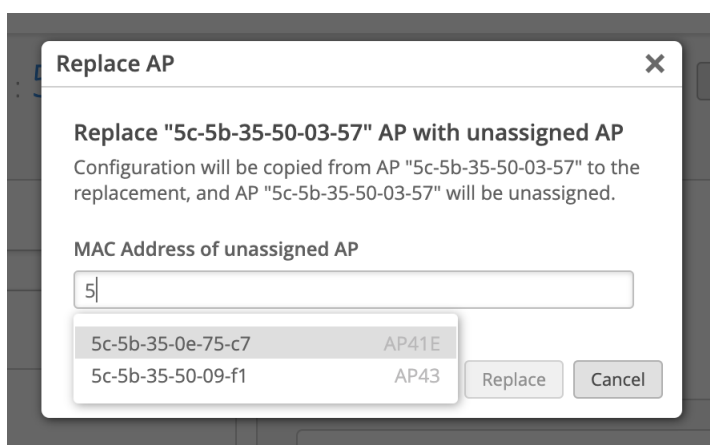 Replace AP
Replace "5c-5b-35-50-03-57" AP with unassigned AP
Configuration will be copied from AP "5c-5b-35-50-03-57" to the
replacement, and AP "5c-5b-35-50-03-57" will be unassigned.
MAC Address of unassigned AP
5
5c-5b-35-0e-75-c7 AP41E
5c-5b-35-50-09-f1 AP43
Replace Cancel